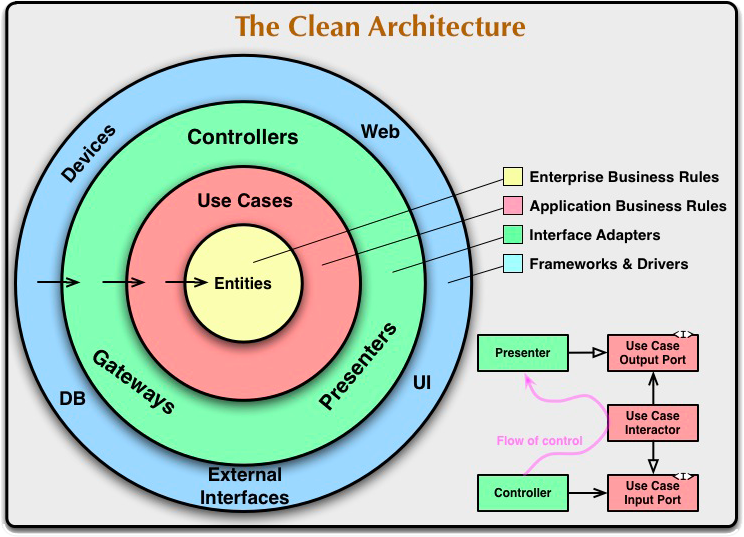 The Clean Architecture
Devices
Web
Controllers
Use Cases
Entities
Gateways
Presenters
DB
UI
External
Interfaces
Enterprise Business Rules
Application Business Rules
Interface Adapters
Frameworks & Drivers
Presenter
<I>
Use Case
Output Port
Use Case
Interactor
Flow of control
Controller
<I>
Use Case
Input Port